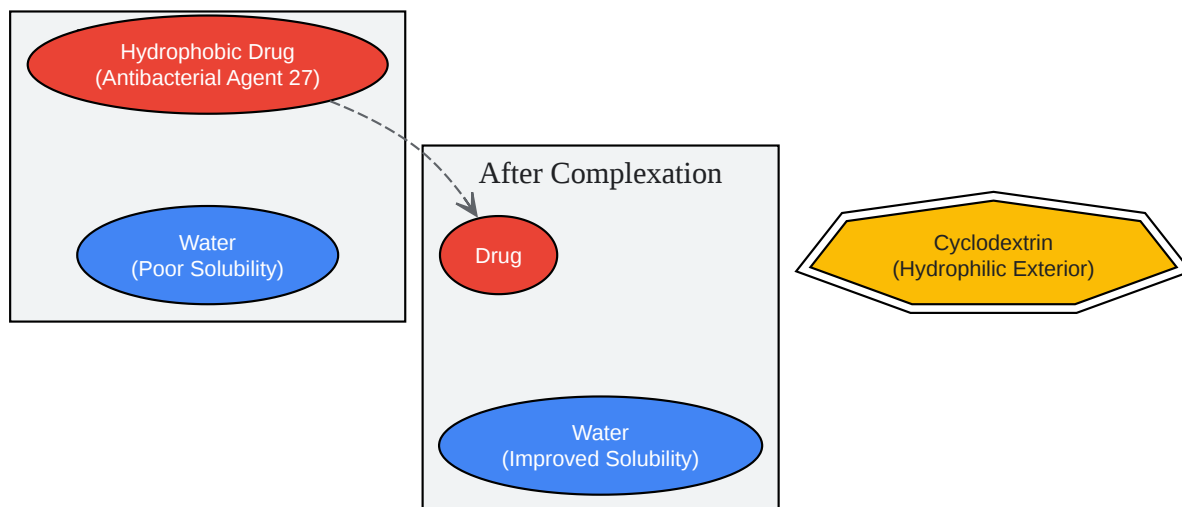 Hydrophobic Drug
(Antibacterial Agent 27)
Water
(Poor Solubility)
After Complexation
Drug
Water
(Improved Solubility)
Cyclodextrin
(Hydrophilic Exterior)